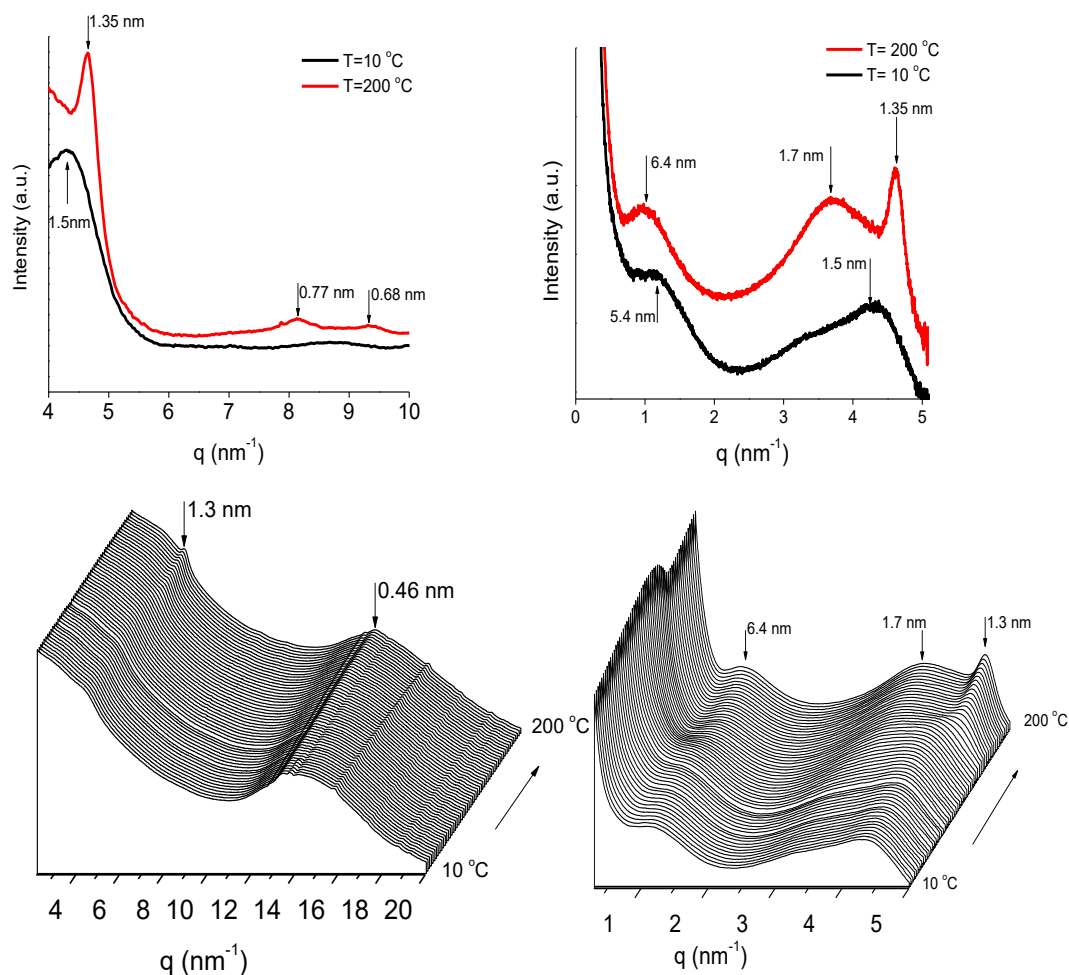 1.35 nm
T=10 °C
T=200 °C
1.5nm
0.77 nm
0.68 nm
Intensity (a.u.)
4 5 6 7 8 9 10
q (nm⁻¹)
T= 200 °C
T= 10 °C
1.35 nm
6.4 nm
1.7 nm
1.5 nm
5.4 nm
Intensity (a.u.)
0 1 2 3 4 5
q (nm⁻¹)
1.3 nm
0.46 nm
200 °C
10 °C
4 6 8 10 12 14 16 18 20
q (nm⁻¹)
6.4 nm
1.7 nm
1.3 nm
200 °C
10 °C
1 2 3 4 5
q (nm⁻¹)